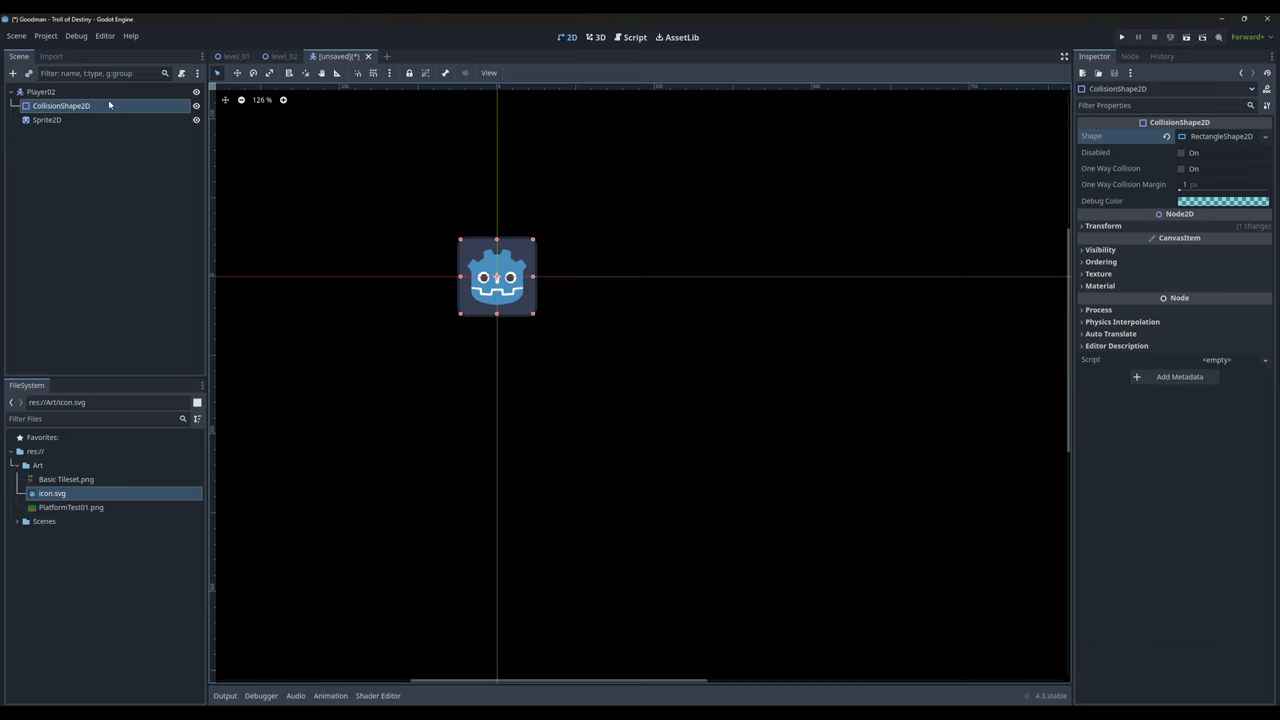 (*) Goodman - Troll of Destiny - Godot Engine
Scene Project Debug Editor Help
2D 3D Script AssetLib
Forward+
Scene Import
level_01 level_02 [unsaved](*)
Inspector Node History
Filter: name, t:type, g:group
View
Player02
CollisionShape2D
Sprite2D
126 %
CollisionShape2D
Filter Properties
CollisionShape2D
Shape RectangleShape2D
Disabled On
One Way Collision On
One Way Collision Margin 1 px
Debug Color
Node2D
Transform (1 change)
CanvasItem
Visibility
Ordering
Texture
Material
Node
Process
Physics Interpolation
Auto Translate
Editor Description
Script <empty>
Add Metadata
FileSystem
res://Art/icon.svg
Filter Files
Favorites:
res://
Art
Basic Tileset.png
icon.svg
PlatformTest01.png
Scenes
Output Debugger Audio Animation Shader Editor
4.3.stable